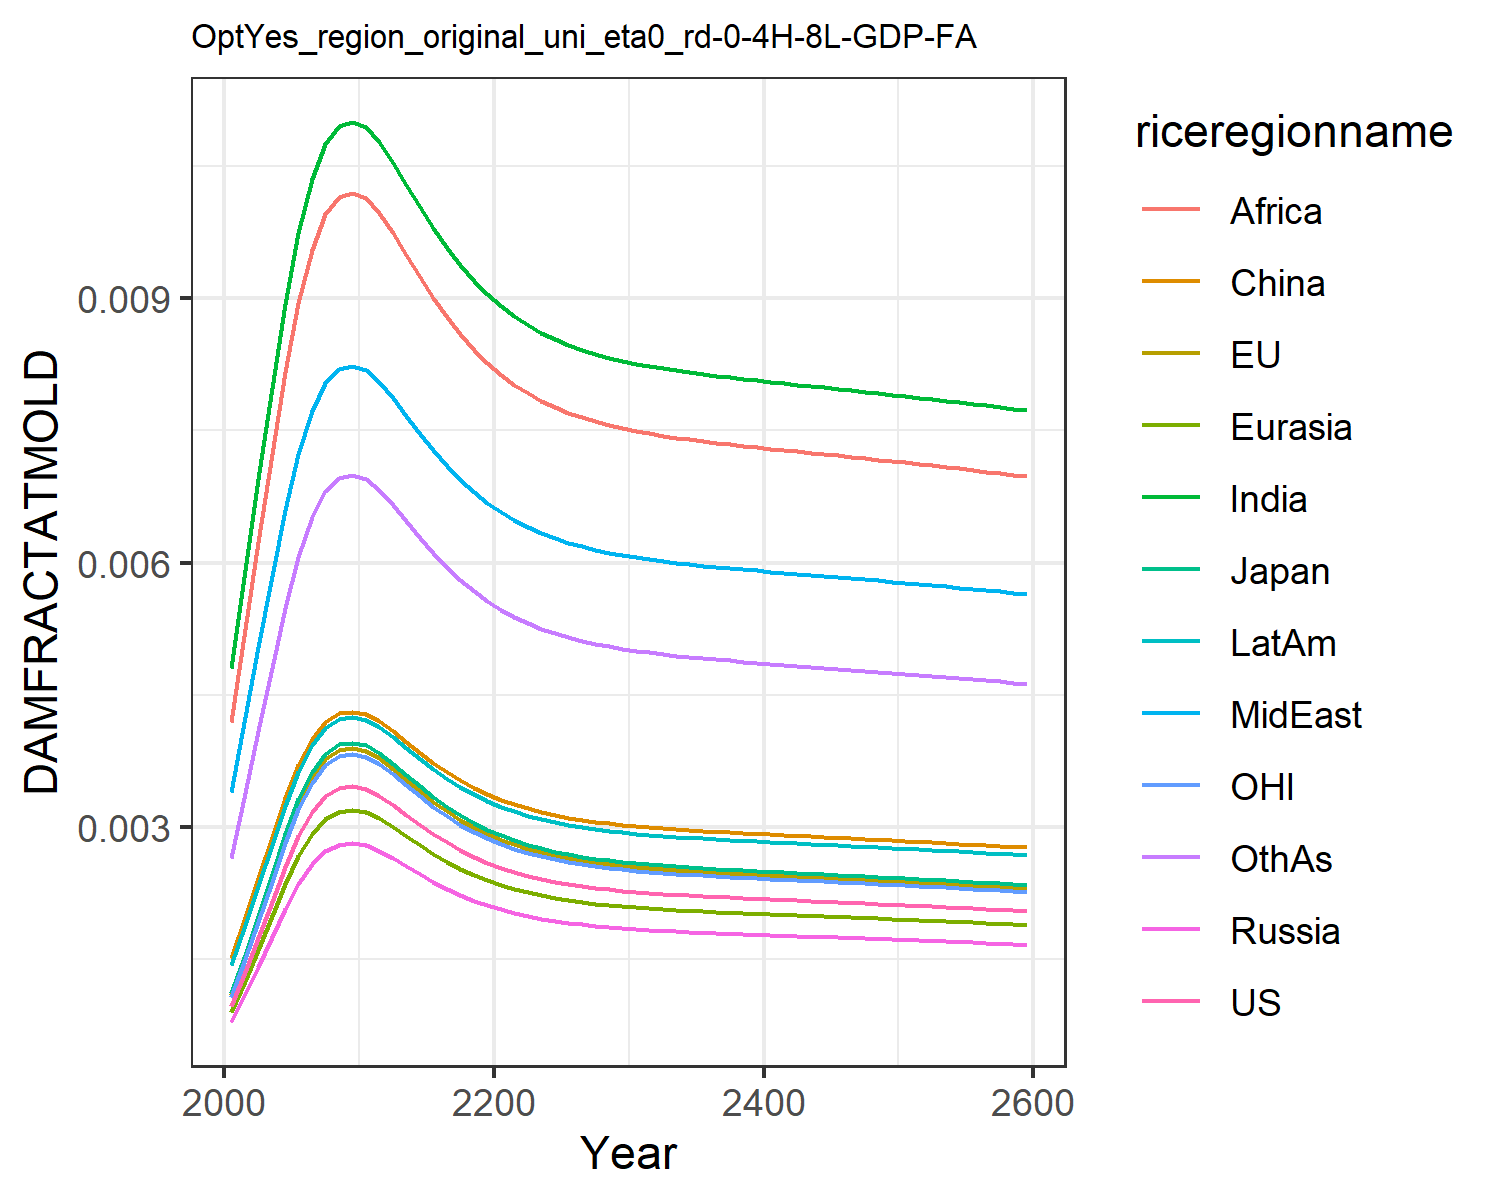 OptYes_region_original_uni_eta0_rd-0-4H-8L-GDP-FA
DAMFRACTATMOLD
0.009
0.006
0.003
2000 2200 2400 2600
Year
riceregionname
Africa
China
EU
Eurasia
India
Japan
LatAm
MidEast
OHI
OthAs
Russia
US